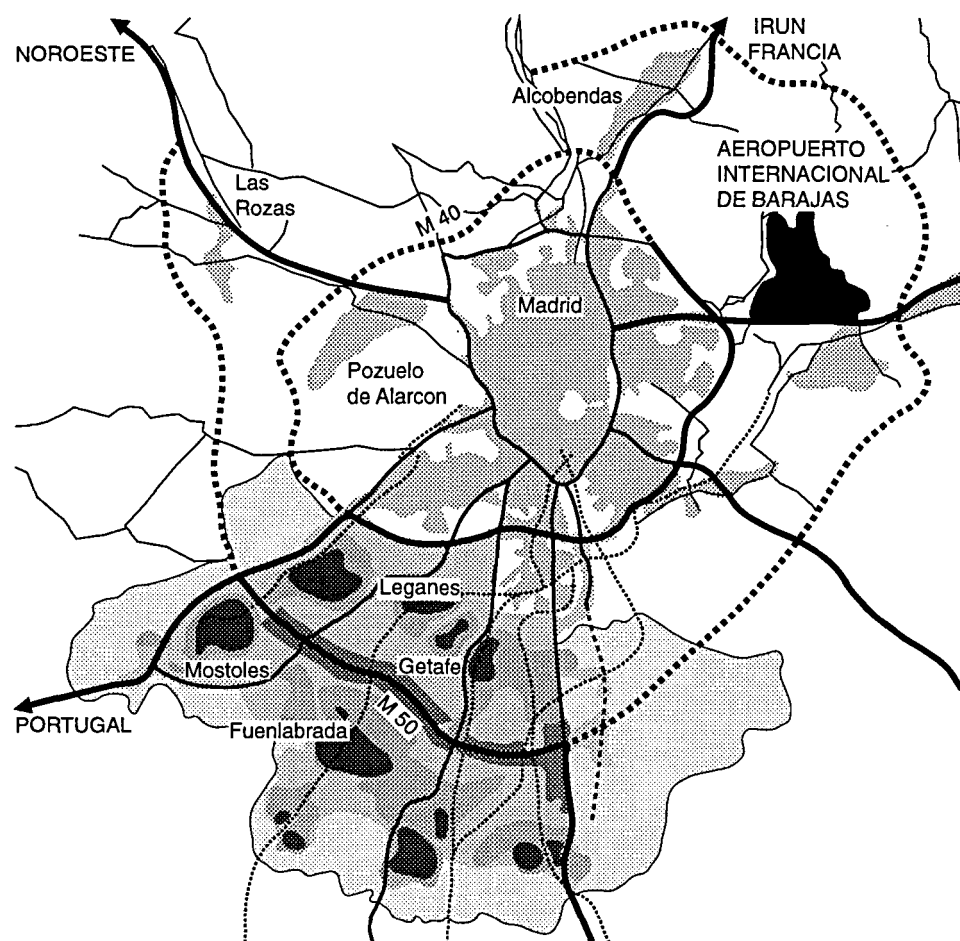 NOROESTE
IRUN
FRANCIA
Alcobendas
AEROPUERTO
INTERNACIONAL
DE BARAJAS
Las
Rozas
M 40
Madrid
Pozuelo
de Alarcon
Leganes
Getafe
Mostoles
M 50
PORTUGAL
Fuenlabrada